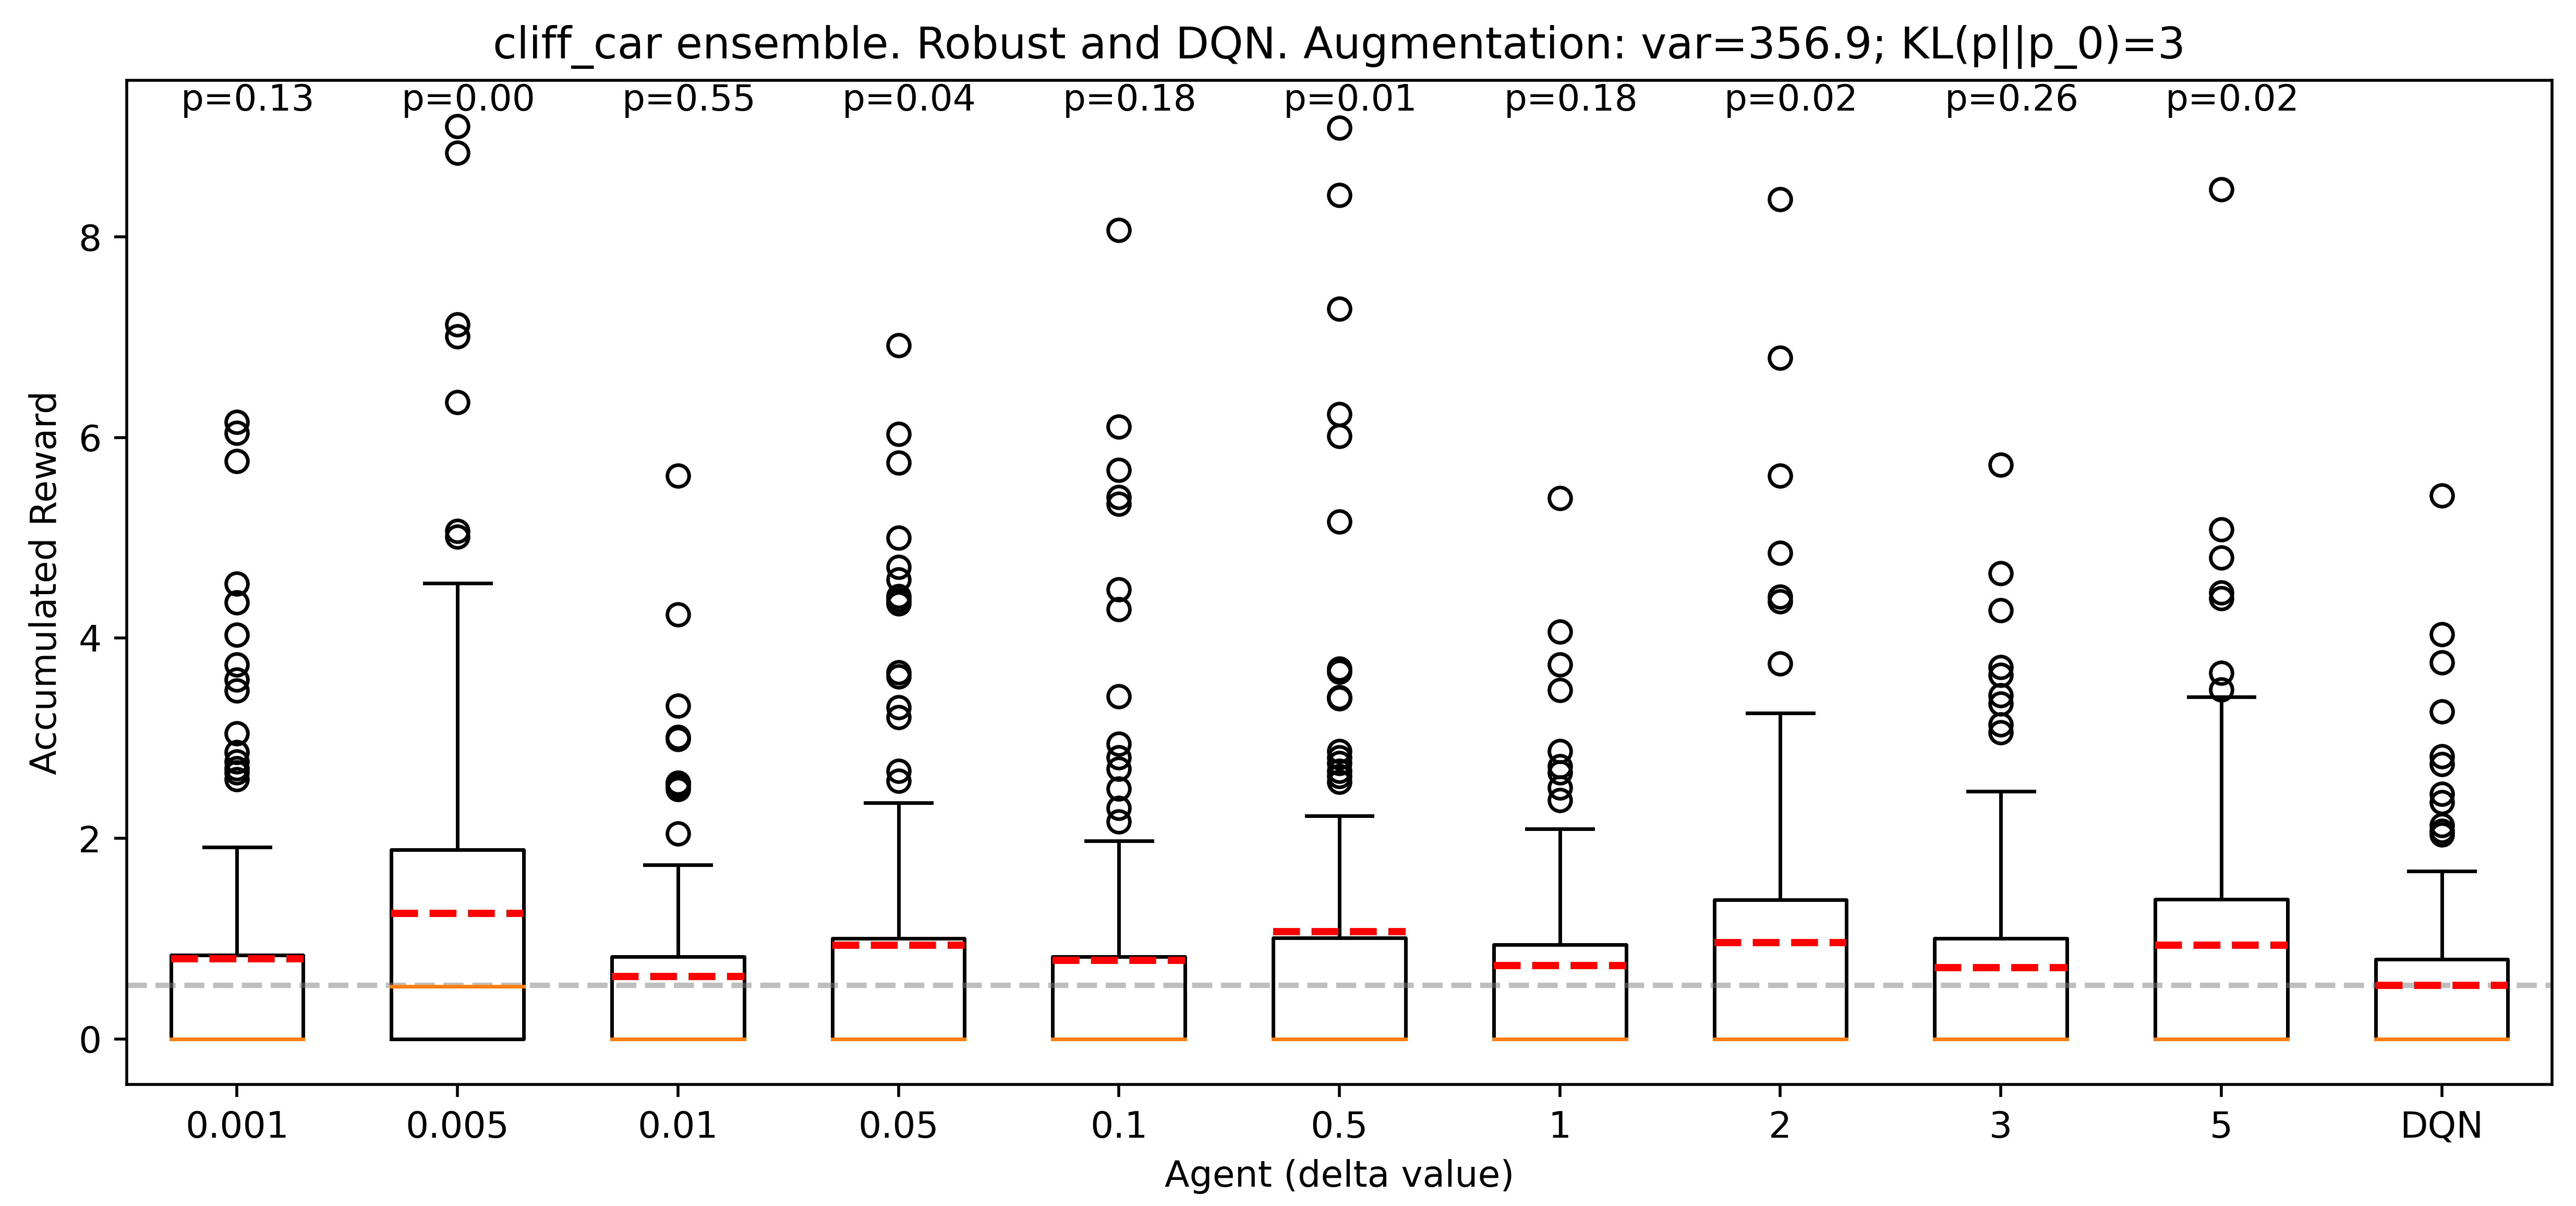 cliff_car ensemble. Robust and DQN. Augmentation: var=356.9; KL(p||p_0)=3
p=0.13 p=0.00 p=0.55 p=0.04 p=0.18 p=0.01 p=0.18 p=0.02 p=0.26 p=0.02
8
6
4
2
0
Accumulated Reward
0.001 0.005 0.01 0.05 0.1 0.5 1 2 3 5 DQN
Agent (delta value)